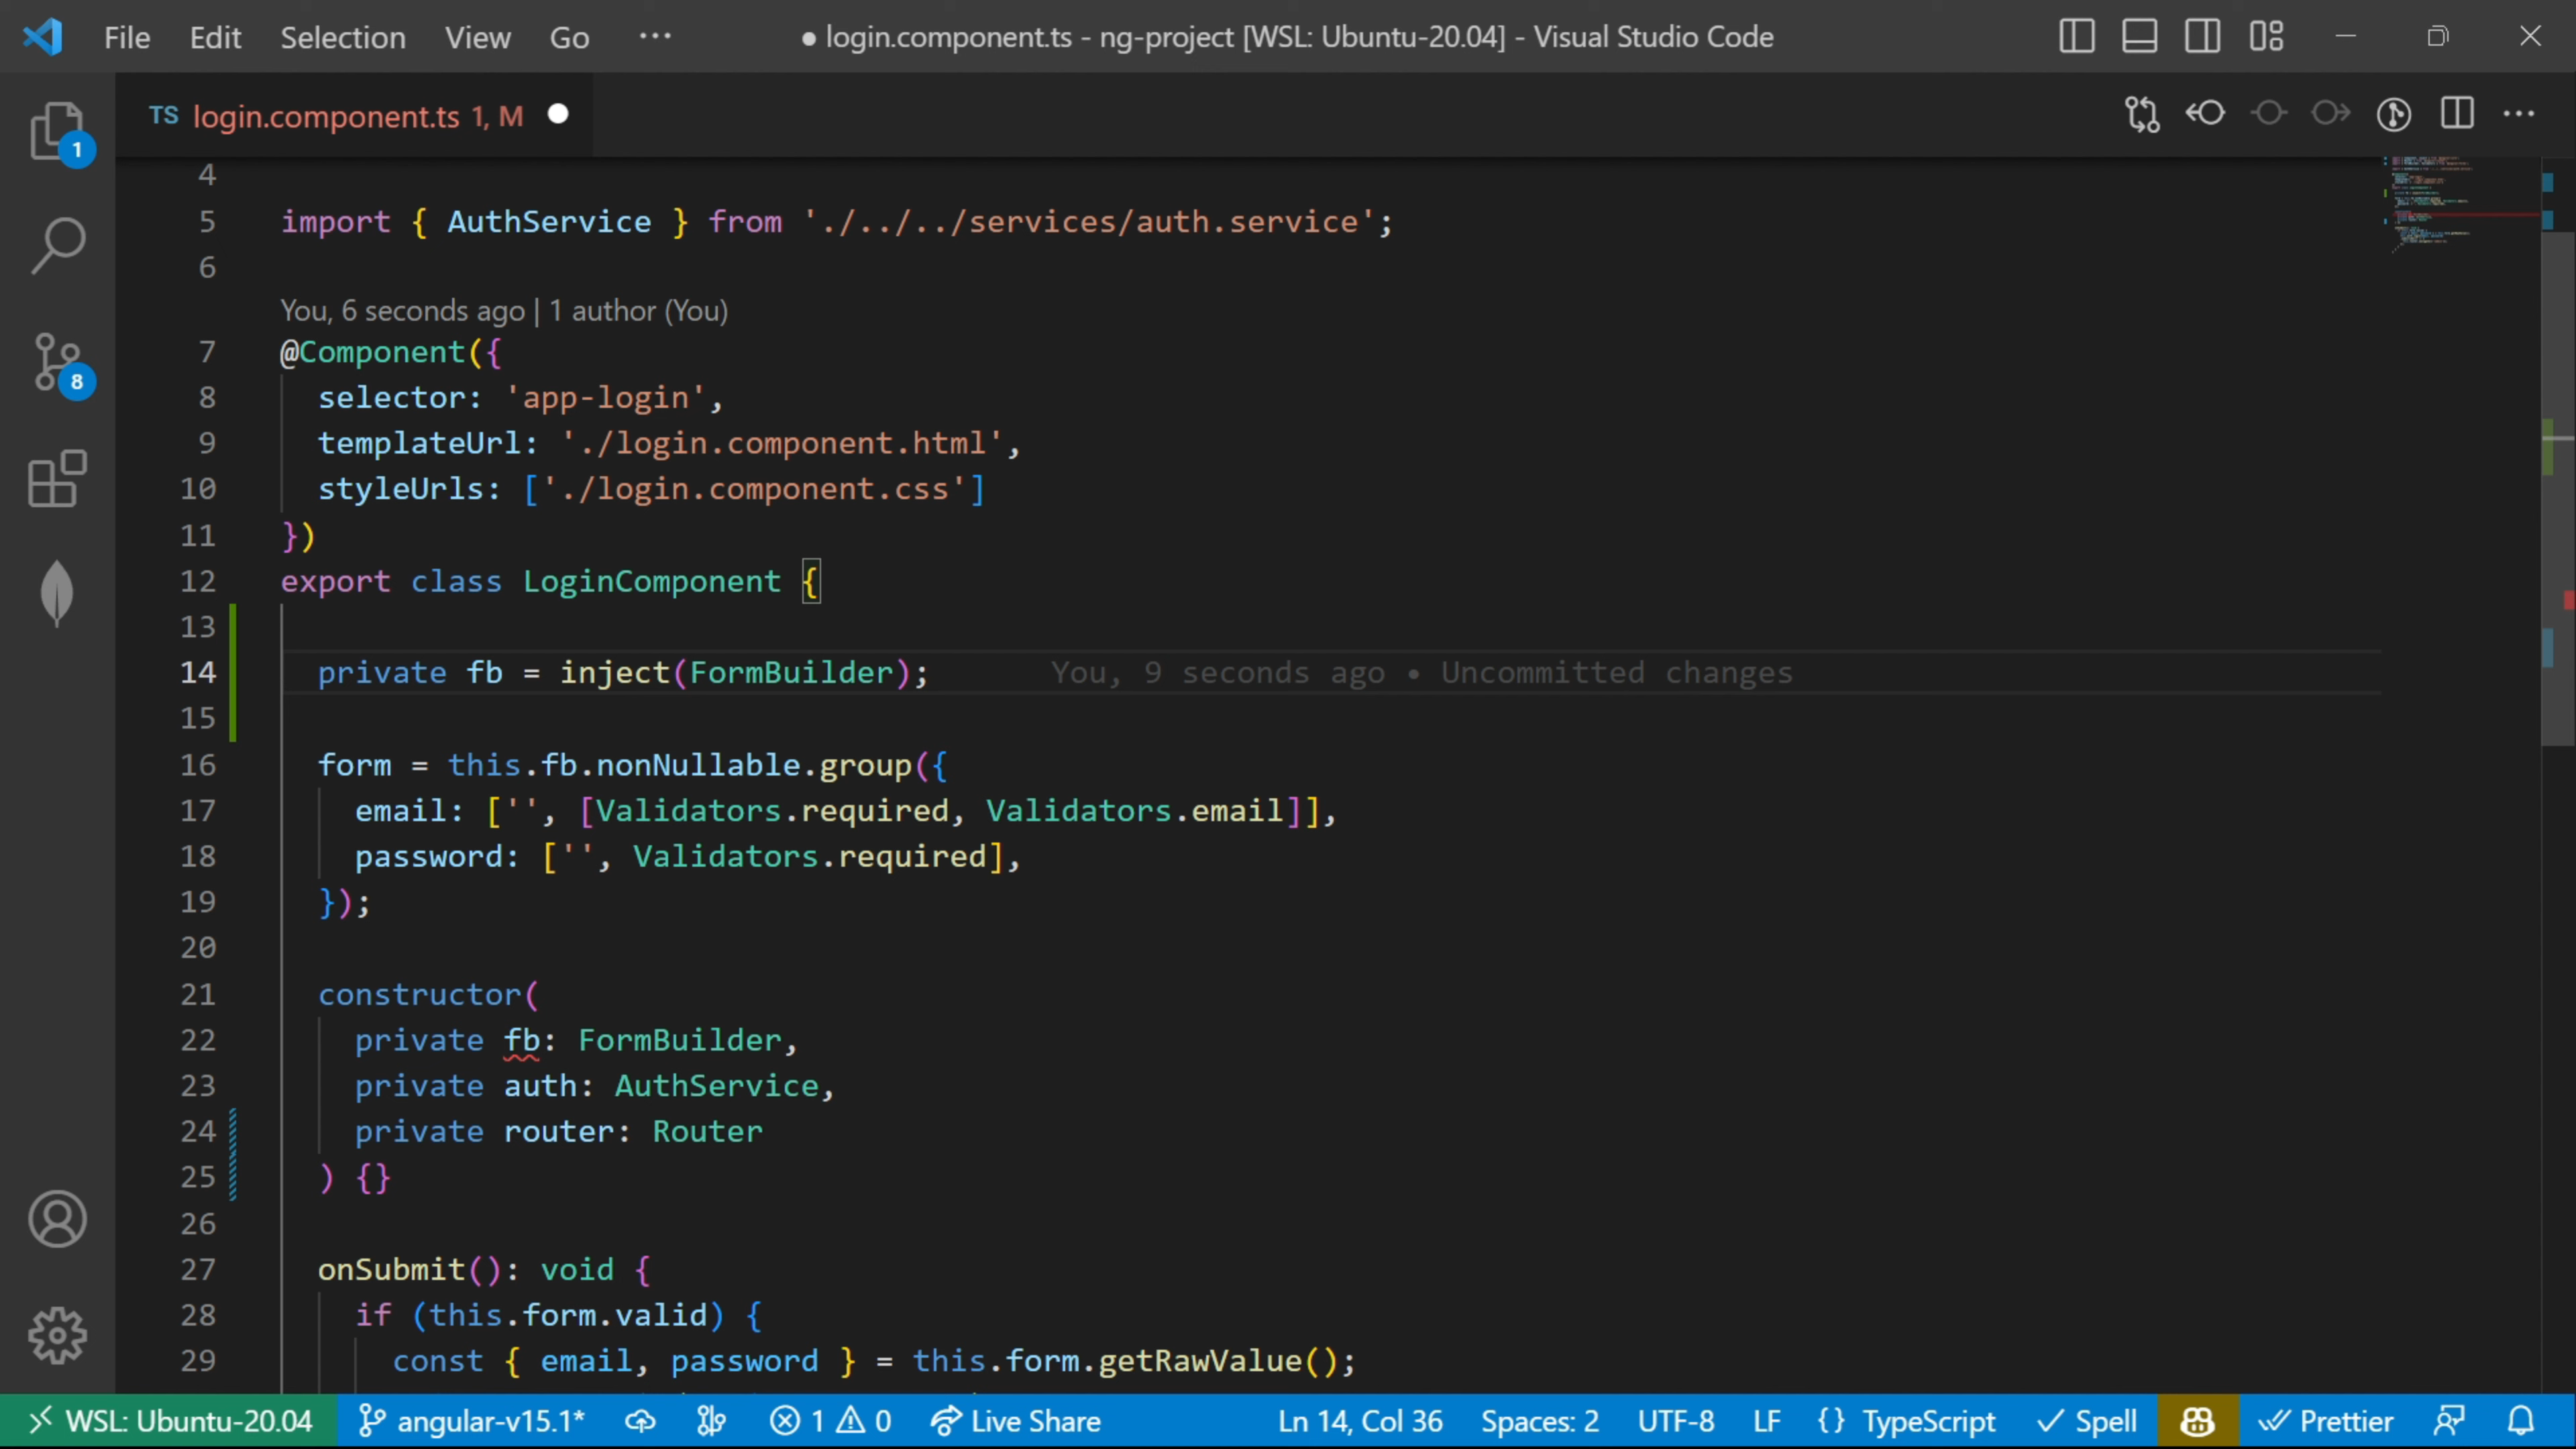 File Edit Selection View Go ··· ● login.component.ts - ng-project [WSL: Ubuntu-20.04] - Visual Studio Code
TS login.component.ts 1, M
1
8
4
5 import { AuthService } from './../../services/auth.service';
6
You, 6 seconds ago | 1 author (You)
7 @Component({
8 selector: 'app-login',
9 templateUrl: './login.component.html',
10 styleUrls: ['./login.component.css']
11 })
12 export class LoginComponent {
13
14 private fb = inject(FormBuilder); You, 9 seconds ago • Uncommitted changes
15
16 form = this.fb.nonNullable.group({
17 email: ['', [Validators.required, Validators.email]],
18 password: ['', Validators.required],
19 });
20
21 constructor(
22 private fb: FormBuilder,
23 private auth: AuthService,
24 private router: Router
25 ) {}
26
27 onSubmit(): void {
28 if (this.form.valid) {
29 const { email, password } = this.form.getRawValue();
WSL: Ubuntu-20.04 angular-v15.1* 1 0 Live Share Ln 14, Col 36 Spaces: 2 UTF-8 LF {} TypeScript Spell Prettier